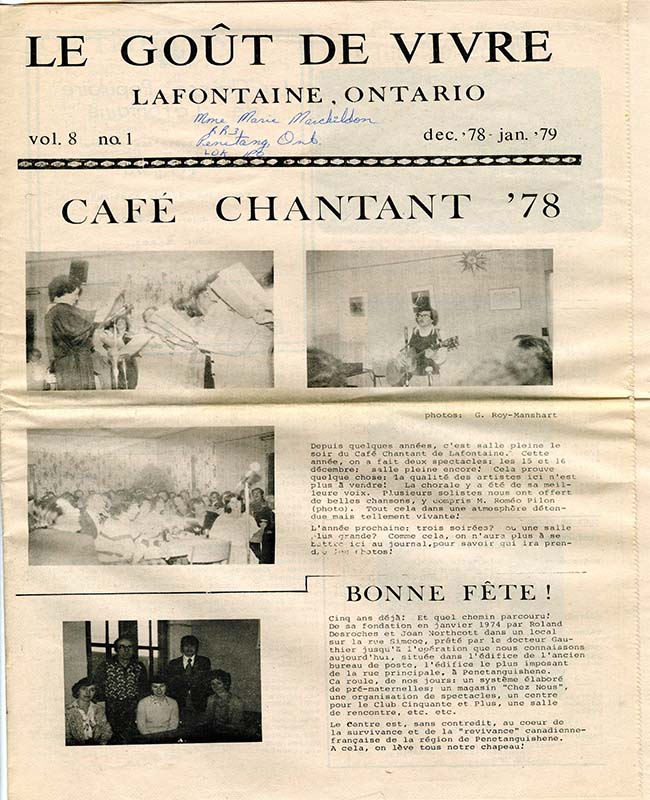 LE GOÛT DE VIVRE
LAFONTAINE, ONTARIO
Mme Marie Marchildon
R.R.3,
Penetang, Ont.
L0K 1P0
vol. 8 no. 1
dec. '78 - jan. '79
CAFÉ CHANTANT '78
photos: G. Roy-Manshart
Depuis quelques années, c'est salle pleine le
soir du Café Chantant de Lafontaine. Cette
année, on a fait deux spectacles: les 15 et 16
décembre; salle pleine encore! Cela prouve
quelque chose: la qualité des artistes ici n'est
plus à vendre! La chorale y a été de sa meil-
leure voix. Plusieurs solistes nous ont offert
de belles chansons, y compris M. Roméo Pilon
(photo). Tout cela dans une atmosphère déten-
due mais tellement vivante!
L'année prochaine: trois soirées? ou une salle
plus grande? Comme cela, on n'aura plus à se
battre ici au journal, pour savoir qui ira pren-
dre les photos!
BONNE FÊTE!
Cinq ans déjà! Et quel chemin parcouru!
De sa fondation en janvier 1974 par Roland
Desroches et Joan Northcott dans un local
sur la rue Simcoe, prêté par le docteur Gau-
thier jusqu'à l'opération que nous connaissons
aujourd'hui, située dans l'édifice de l'ancien
bureau de poste, l'édifice le plus imposant
de la rue principale, à Penetanguishene.
Ca roule, de nos jours: un système élaboré
de pré-maternelles; un magasin "Chez Nous",
une organisation de spectacles, un centre
pour le Club Cinquante et Plus, une salle
de rencontre, etc. etc.
Le Centre est, sans contredit, au coeur de
la survivance et de la "revivance" canadienne-
française de la région de Penetanguishene.
A cela, on lève tous notre chapeau!